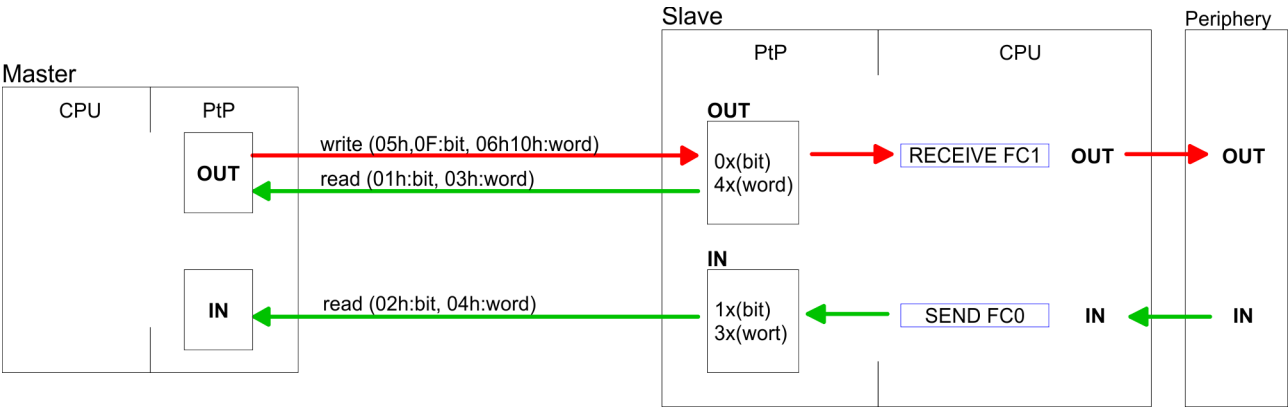 Slave
Periphery
PtP
CPU
Master
CPU
PtP
OUT
write (05h,0F:bit, 06h10h:word)
read (01h:bit, 03h:word)
OUT
0x(bit)
4x(word)
RECEIVE FC1
OUT
OUT
IN
read (02h:bit, 04h:word)
IN
1x(bit)
3x(wort)
SEND FC0
IN
IN